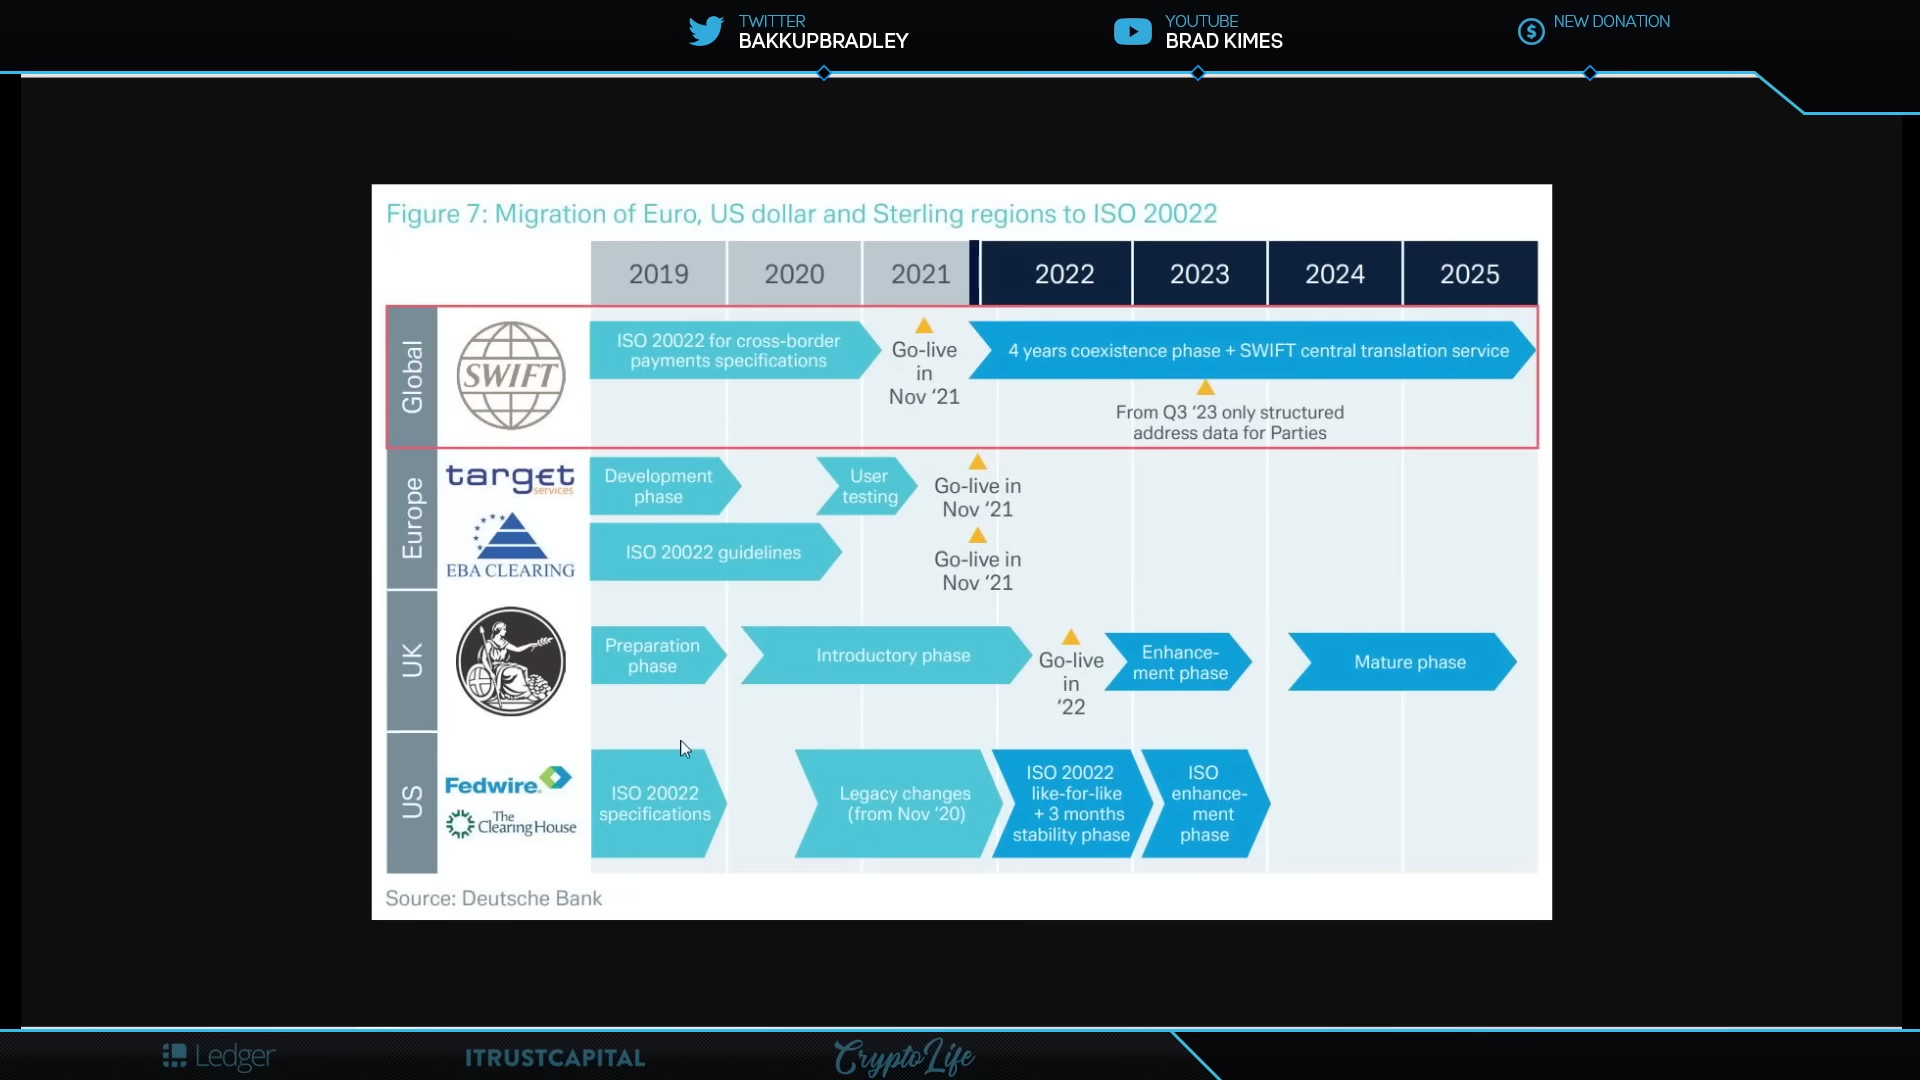 TWITTER
BAKKUPBRADLEY
YOUTUBE
BRAD KIMES
NEW DONATION
$
Figure 7: Migration of Euro, US dollar and Sterling regions to ISO 20022
2019
2020
2021
2022
2023
2024
2025
Global
SWIFT
ISO 20022 for cross-border
payments specifications
Go-live
in
Nov ‘21
4 years coexistence phase + SWIFT central translation service
From Q3 ‘23 only structured
address data for Parties
Europe
target
services
Development
phase
User
testing
Go-live in
Nov ‘21
EBA CLEARING
ISO 20022 guidelines
Go-live in
Nov ‘21
UK
Preparation
phase
Introductory phase
Go-live
in
‘22
Enhance-
ment phase
Mature phase
US
Fedwire
The
Clearing House
ISO 20022
specifications
Legacy changes
(from Nov ‘20)
ISO 20022
like-for-like
+ 3 months
stability phase
ISO
enhance-
ment
phase
Source: Deutsche Bank
Ledger
ITRUSTCAPITAL
CryptoLife